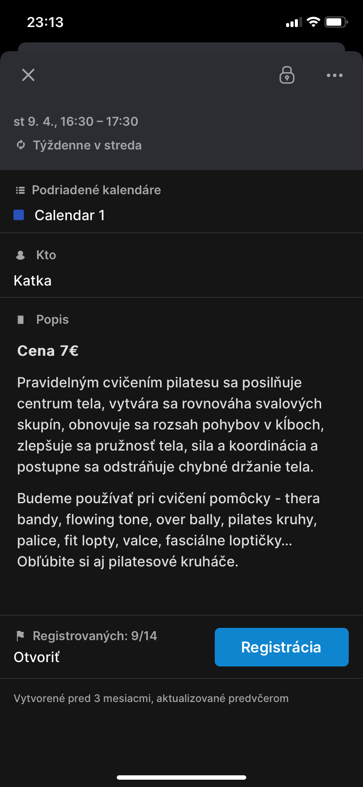 23:13
st 9. 4., 16:30 – 17:30
Týždenne v streda
Podriadené kalendáre
Calendar 1
Kto
Katka
Popis
Cena 7€
Pravidelným cvičením pilatesu sa posilňuje
centrum tela, vytvára sa rovnováha svalových
skupín, obnovuje sa rozsah pohybov v kĺboch,
zlepšuje sa pružnosť tela, sila a koordinácia a
postupne sa odstráňuje chybné držanie tela.
Budeme používať pri cvičení pomôcky - thera
bandy, flowing tone, over bally, pilates kruhy,
palice, fit lopty, valce, fasciálne loptičky...
Obľúbite si aj pilatesové kruháče.
Registrovaných: 9/14
Otvoriť
Registrácia
Vytvorené pred 3 mesiacmi, aktualizované predvčerom